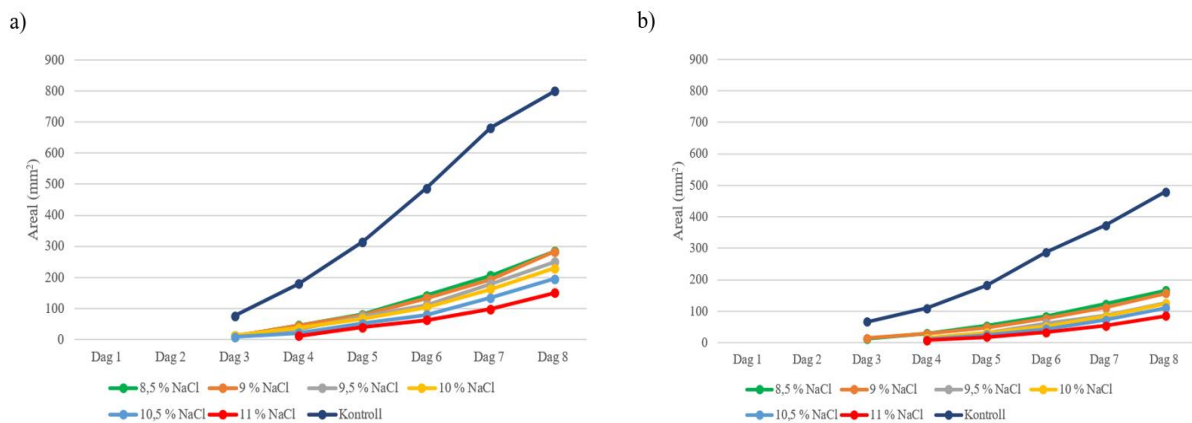 a)
900
800
700
600
500
400
300
200
100
0
Areal (mm²)
Dag 1 Dag 2 Dag 3 Dag 4 Dag 5 Dag 6 Dag 7 Dag 8
8,5 % NaCl 9 % NaCl 9,5 % NaCl 10 % NaCl
10,5 % NaCl 11 % NaCl Kontroll
b)
900
800
700
600
500
400
300
200
100
0
Areal (mm²)
Dag 1 Dag 2 Dag 3 Dag 4 Dag 5 Dag 6 Dag 7 Dag 8
8,5 % NaCl 9 % NaCl 9,5 % NaCl 10 % NaCl
10,5 % NaCl 11 % NaCl Kontroll